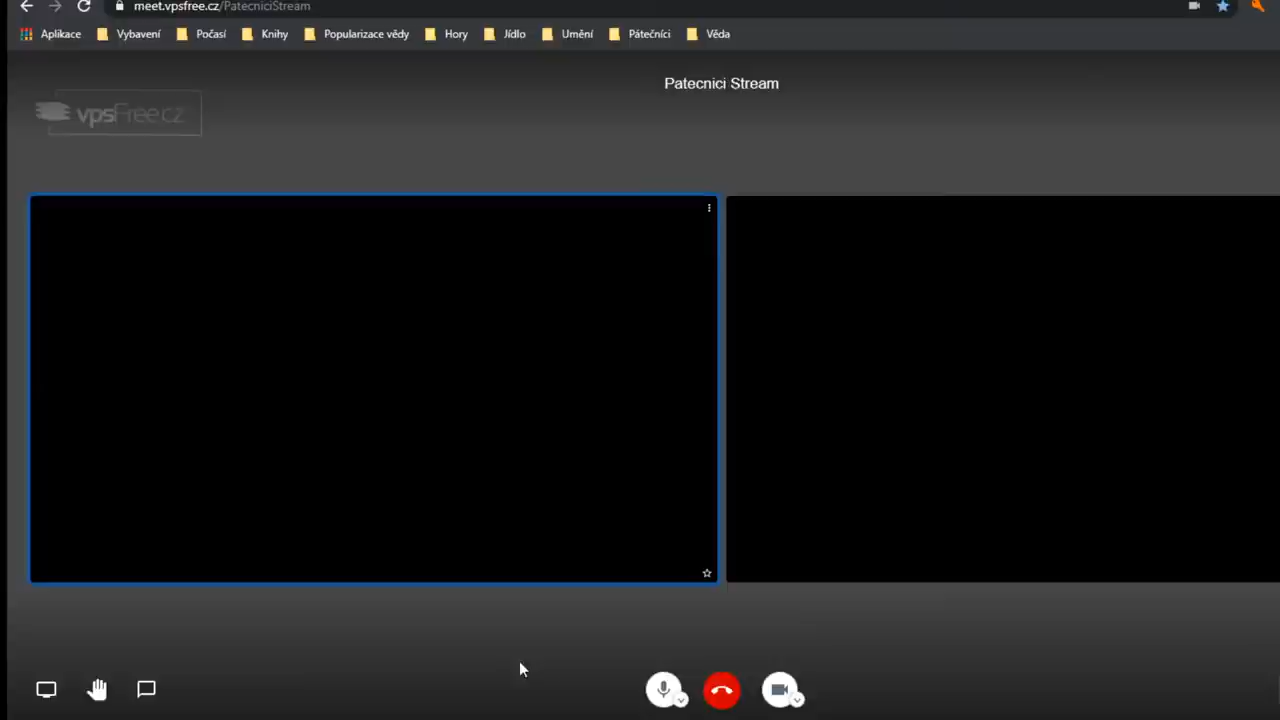 meet.vpsfree.cz/PatecniciStream
Aplikace Vybavení Počasí Knihy Popularizace vědy Hory Jídlo Umění Pátečníci Věda
Patecnici Stream
vpsFree.cz